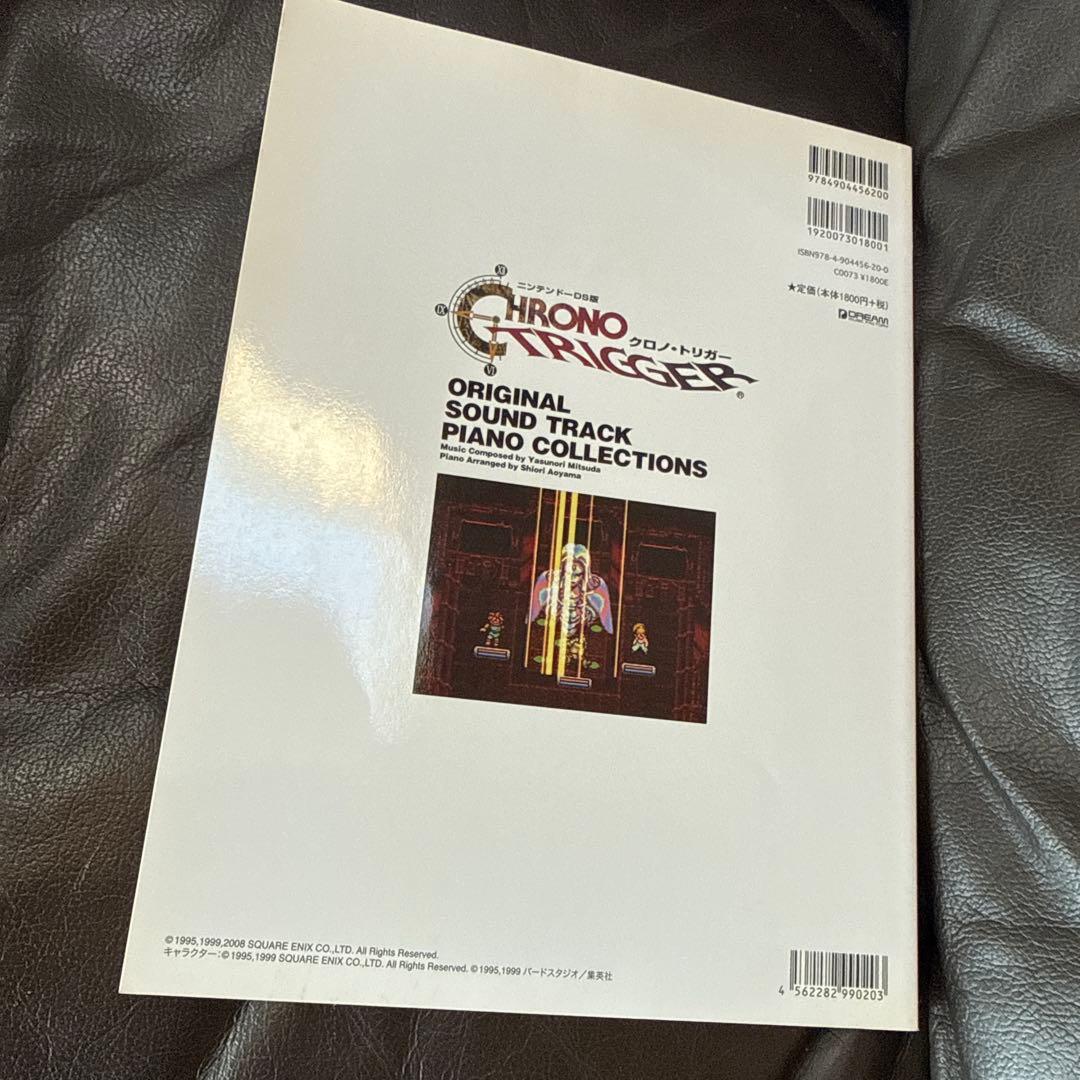 9784904456200
1920073018001
ISBN978-4-904456-20-0
C0073 ¥1800E
★定価(本体1800円+税)
DREAM
XII
IX
VI
ニンテンドーDS版
CHRONO
TRIGGER®
クロノ・トリガー
ORIGINAL
SOUND TRACK
PIANO COLLECTIONS
Music Composed by Yasunori Mitsuda
Piano Arranged by Shiori Aoyama
©1995,1999,2008 SQUARE ENIX CO.,LTD. All Rights Reserved.
キャラクター:©1995,1999 SQUARE ENIX CO.,LTD. All Rights Reserved. ©1995,1999 バードスタジオ/集英社
4 562282 990203